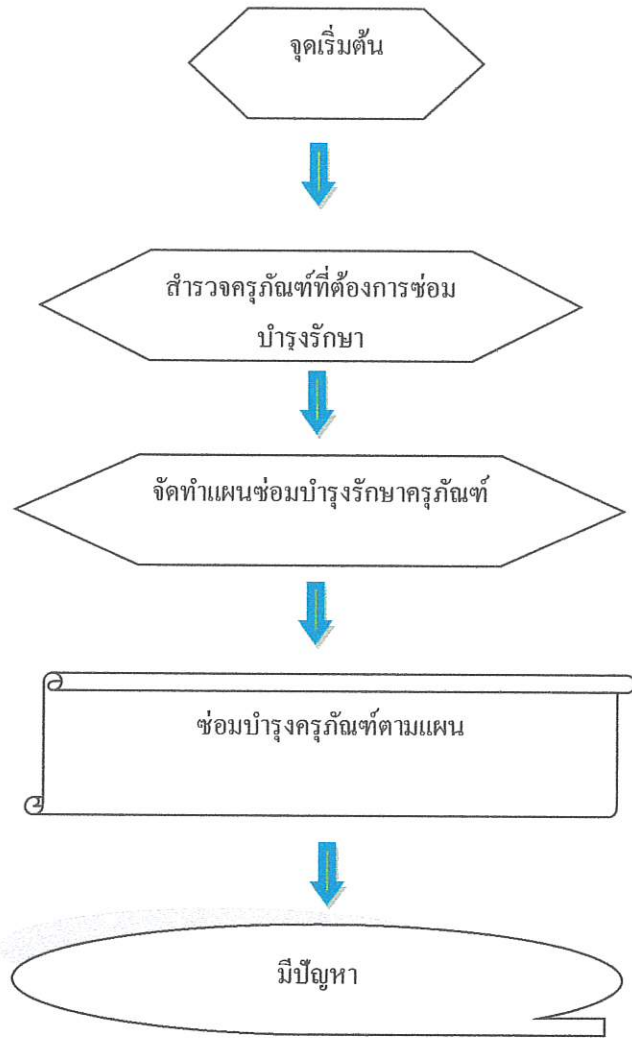 จุดเริ่มต้น
สำรวจครุภัณฑ์ที่ต้องการซ่อม
บำรุงรักษา
จัดทำแผนซ่อมบำรุงรักษาครุภัณฑ์
ซ่อมบำรุงครุภัณฑ์ตามแผน
มีปัญหา